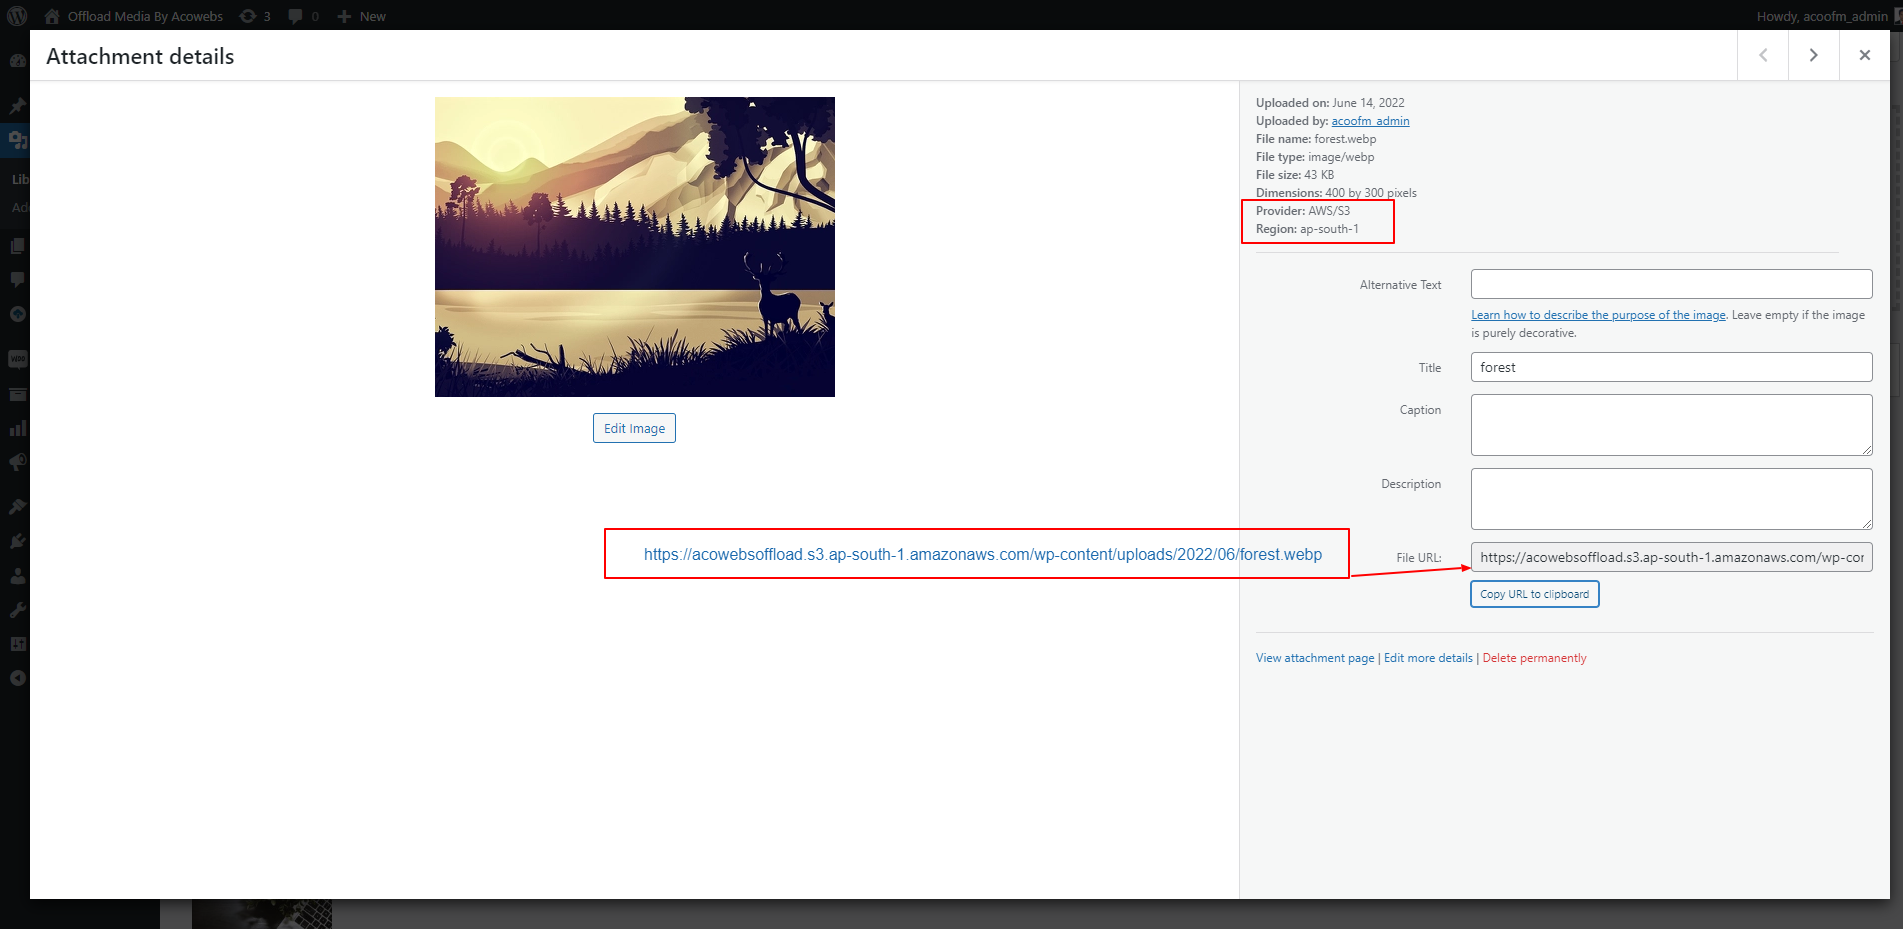 Offload Media By Acowebs 3 0 New Howdy, acoofm_admin
Attachment details
Uploaded on: June 14, 2022
Uploaded by: acoofm_admin
File name: forest.webp
File type: image/webp
File size: 43 KB
Dimensions: 400 by 300 pixels
Provider: AWS/S3
Region: ap-south-1
Lib
Alternative Text
Learn how to describe the purpose of the image. Leave empty if the image
is purely decorative.
Title forest
Caption
Edit Image
Description
https://acowebsoffload.s3.ap-south-1.amazonaws.com/wp-content/uploads/2022/06/forest.webp
File URL: https://acowebsoffload.s3.ap-south-1.amazonaws.com/wp-cor
Copy URL to clipboard
View attachment page | Edit more details | Delete permanently